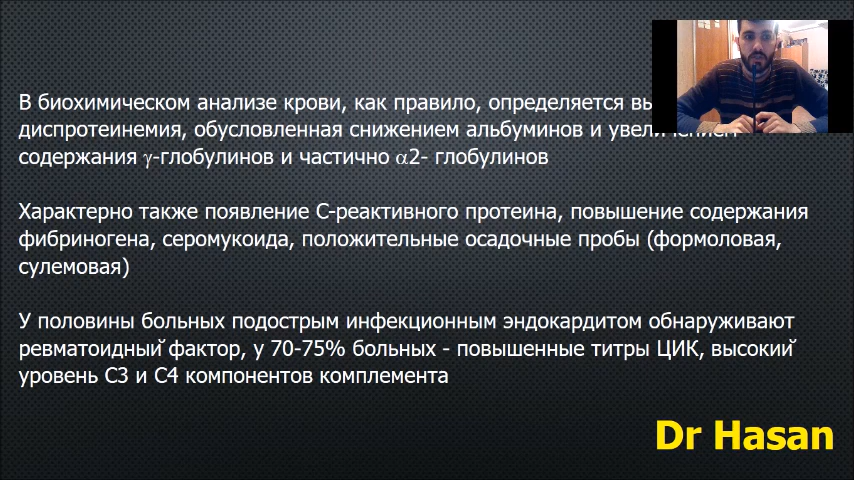 В биохимическом анализе крови, как правило, определяется
диспротеинемия, обусловленная снижением альбуминов и увеличением
содержания γ-глобулинов и частично α2- глобулинов
Характерно также появление С-реактивного протеина, повышение содержания
фибриногена, серомукоида, положительные осадочные пробы (формоловая,
сулемовая)
У половины больных подострым инфекционным эндокардитом обнаруживают
ревматоидный фактор, у 70-75% больных - повышенные титры ЦИК, высокий
уровень С3 и С4 компонентов комплемента
Dr Hasan